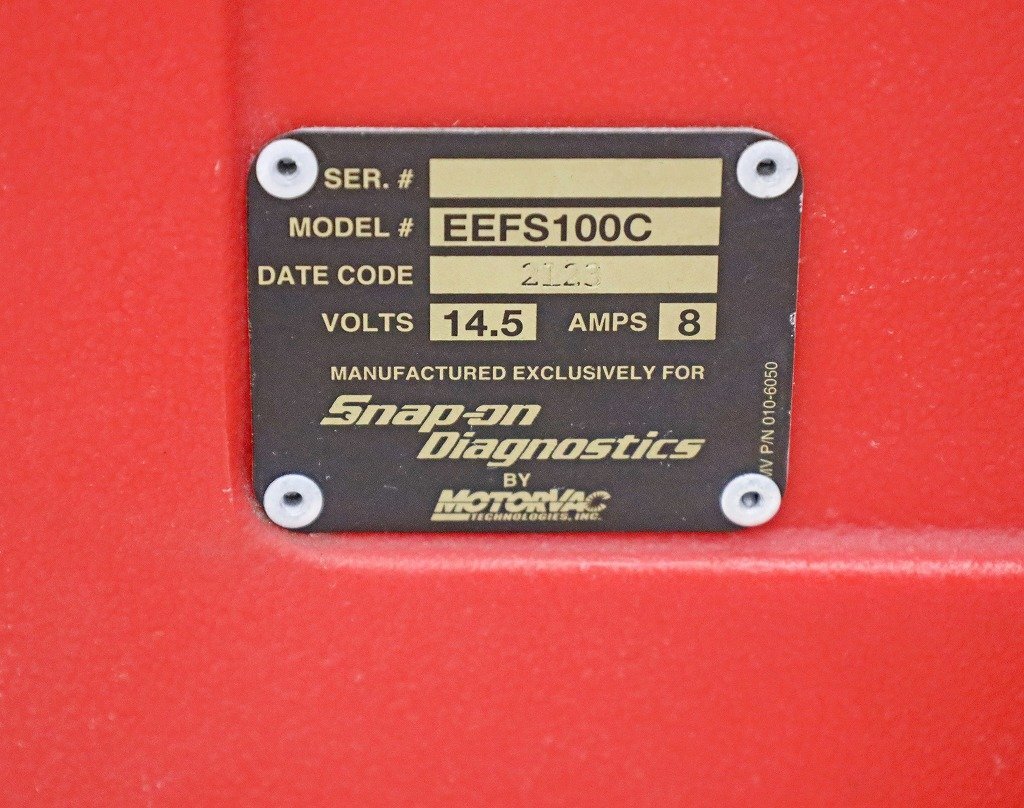 SER. #
MODEL # EEFS100C
DATE CODE 2123
VOLTS 14.5 AMPS 8
MANUFACTURED EXCLUSIVELY FOR
Snap-on
Diagnostics
BY
MOTORVAC
TECHNOLOGIES, INC.
MV P/N 010-6050